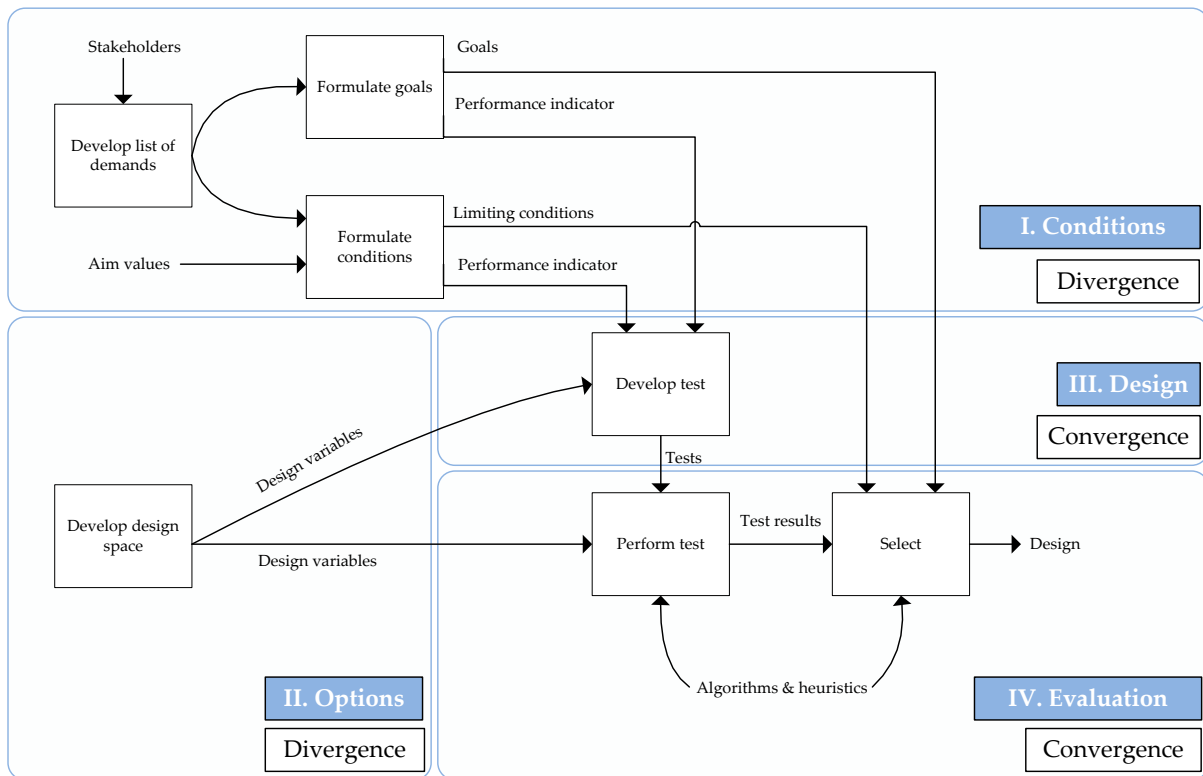 Stakeholders
Goals
Formulate goals
Performance indicator
Develop list of
demands
Limiting conditions
Formulate
conditions
Aim values
Performance indicator
I. Conditions
Divergence
Develop test
III. Design
Convergence
Design variables
Tests
Develop design
space
Design variables
Perform test
Test results
Select
Design
Algorithms & heuristics
II. Options
Divergence
IV. Evaluation
Convergence